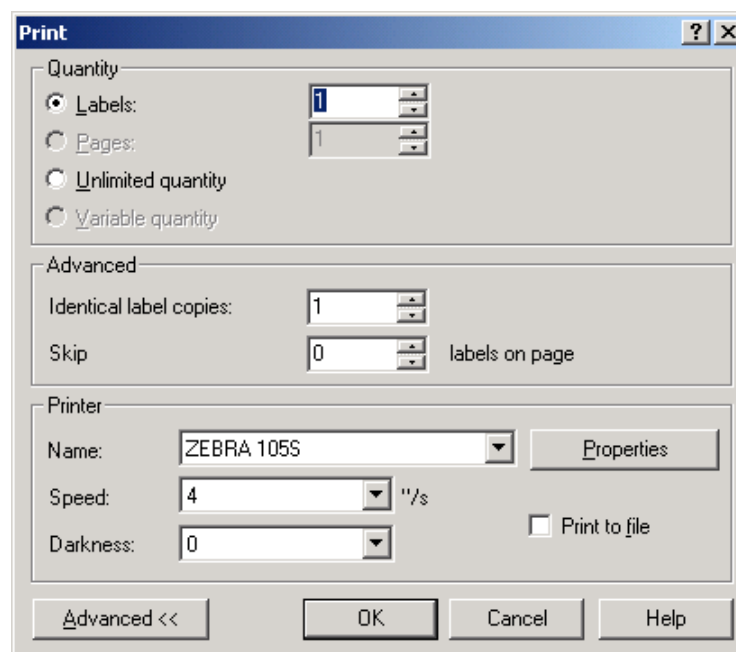 Print
Quantity
Labels: 1
Pages: 1
Unlimited quantity
Variable quantity
Advanced
Identical label copies: 1
Skip 0 labels on page
Printer
Name: ZEBRA 105S Properties
Speed: 4 "/s
Print to file
Darkness: 0
Advanced << OK Cancel Help